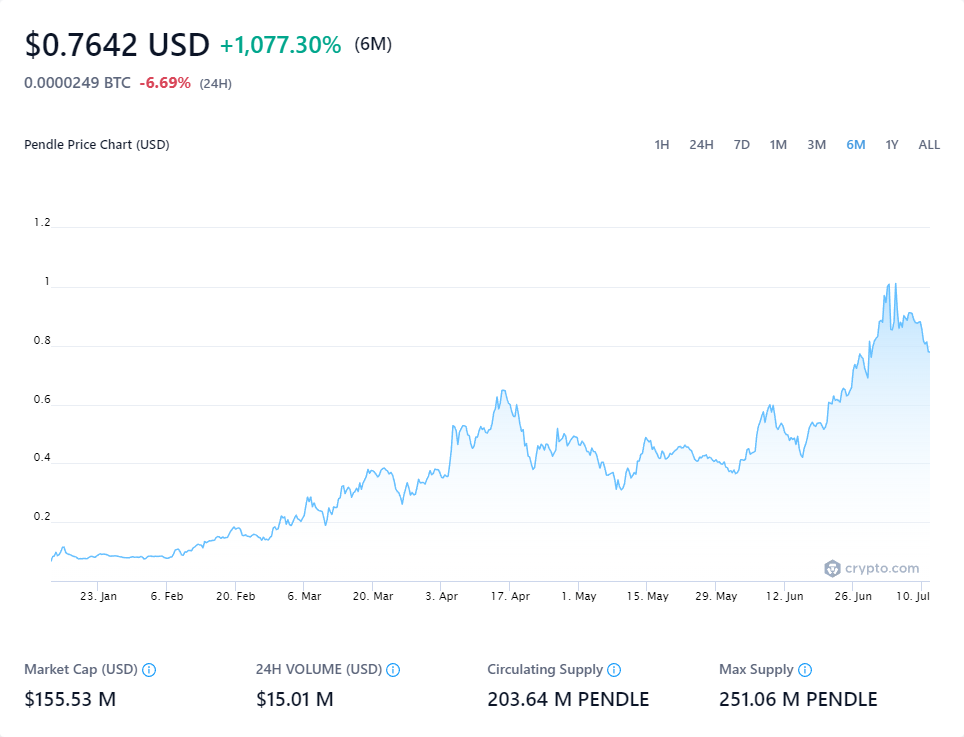 $0.7642 USD +1,077.30% (6M)
0.0000249 BTC -6.69% (24H)
Pendle Price Chart (USD) 1H 24H 7D 1M 3M 6M 1Y ALL
1.2
1
0.8
0.6
0.4
0.2
crypto.com
23. Jan 6. Feb 20. Feb 6. Mar 20. Mar 3. Apr 17. Apr 1. May 15. May 29. May 12. Jun 26. Jun 10. Jul
Market Cap (USD) 24H VOLUME (USD) Circulating Supply Max Supply
$155.53 M $15.01 M 203.64 M PENDLE 251.06 M PENDLE